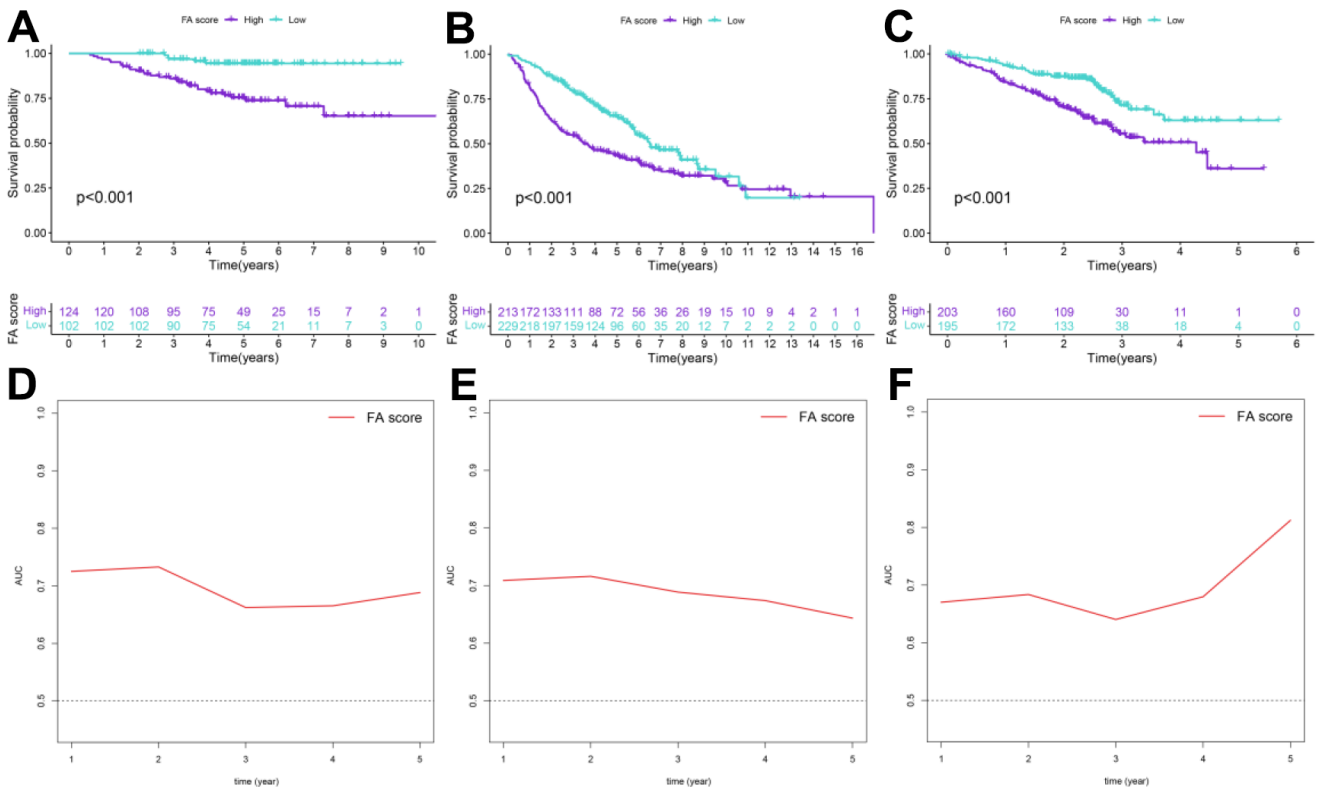 A
FA score High Low
Survival probability
1.00
0.75
0.50
0.25
0.00
p<0.001
0 1 2 3 4 5 6 7 8 9 10
Time(years)
FA score
High 124 120 108 95 75 49 25 15 7 2 1
Low 102 102 102 90 75 54 21 11 7 3 0
0 1 2 3 4 5 6 7 8 9 10
Time(years)
B
FA score High Low
Survival probability
1.00
0.75
0.50
0.25
0.00
p<0.001
0 1 2 3 4 5 6 7 8 9 10 11 12 13 14 15 16
Time(years)
FA score
High 213 172 133 111 88 72 56 36 26 19 15 10 9 4 2 1 1
Low 229 218 197 159 124 96 60 35 20 12 7 2 2 2 0 0 0
0 1 2 3 4 5 6 7 8 9 10 11 12 13 14 15 16
Time(years)
C
FA score High Low
Survival probability
1.00
0.75
0.50
0.25
0.00
p<0.001
0 1 2 3 4 5 6
Time(years)
FA score
High 203 160 109 30 11 1 0
Low 195 172 133 38 18 4 0
0 1 2 3 4 5 6
Time(years)
D
FA score
AUC
1.0
0.9
0.8
0.7
0.6
0.5
1 2 3 4 5
time (year)
E
FA score
AUC
1.0
0.9
0.8
0.7
0.6
0.5
1 2 3 4 5
time (year)
F
FA score
AUC
1.0
0.9
0.8
0.7
0.6
0.5
1 2 3 4 5
time (year)